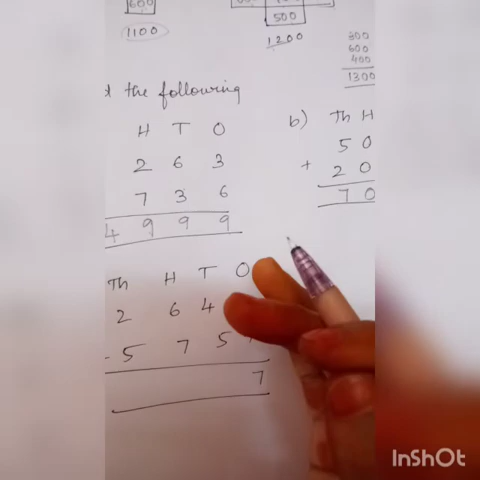 600
500
1100
1200
300
600
400
1300
the following
H T O
2 6 3
7 3 6
4 9 9 9
b) Th H
5 0
+ 2 0
7 0
Th H T O
2 6 4
- 5 7 5
7
InShOt